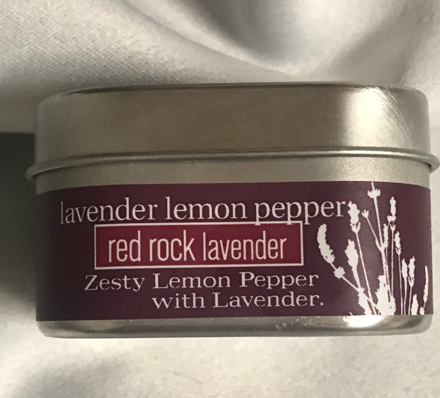 lavender lemon pepper
red rock lavender
Zesty Lemon Pepper
with Lavender.